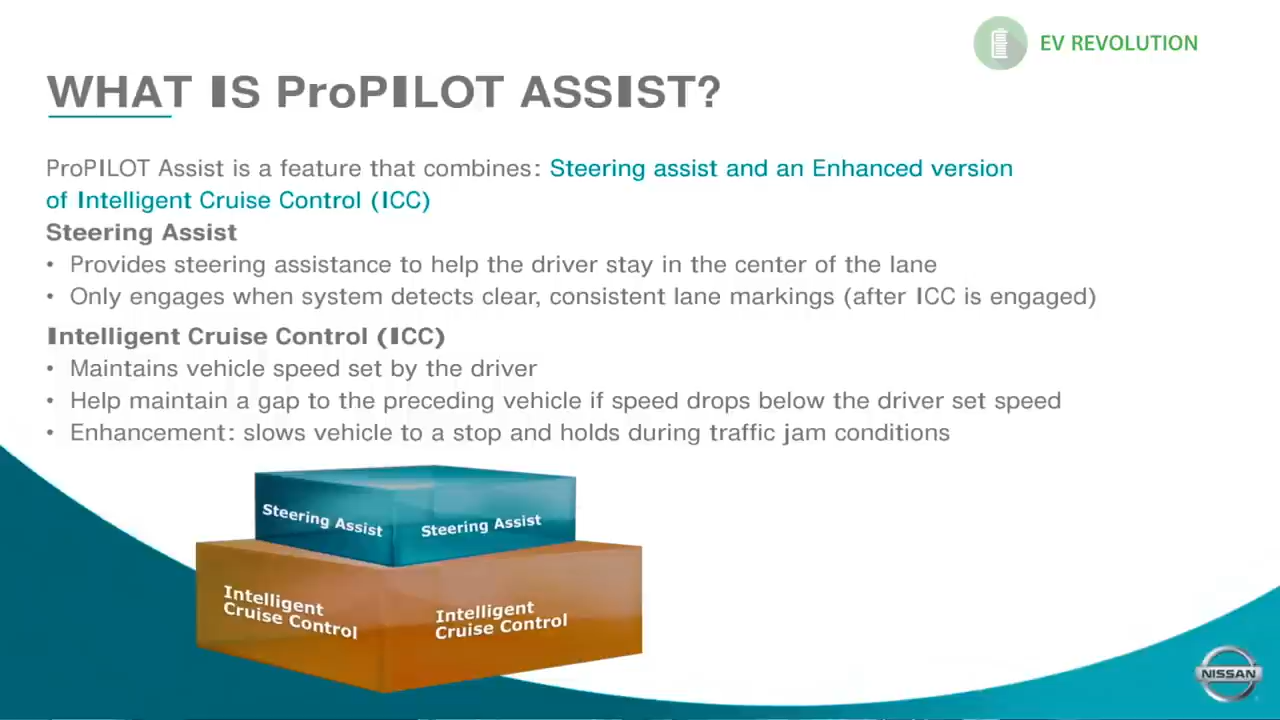 EV REVOLUTION
WHAT IS ProPILOT ASSIST?
ProPILOT Assist is a feature that combines: Steering assist and an Enhanced version
of Intelligent Cruise Control (ICC)
Steering Assist
• Provides steering assistance to help the driver stay in the center of the lane
• Only engages when system detects clear, consistent lane markings (after ICC is engaged)
Intelligent Cruise Control (ICC)
• Maintains vehicle speed set by the driver
• Help maintain a gap to the preceding vehicle if speed drops below the driver set speed
• Enhancement: slows vehicle to a stop and holds during traffic jam conditions
Steering Assist
Steering Assist
Intelligent
Cruise Control
Intelligent
Cruise Control
NISSAN